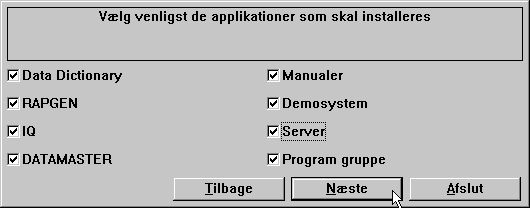 Vælg venligst de applikationer som skal installeres
Data Dictionary
Manualer
RAPGEN
Demosystem
IQ
Server
DATAMASTER
Program gruppe
Tilbage
Næste
Afslut